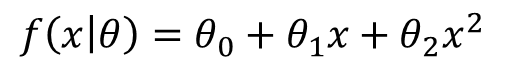 f(x|θ) = θ₀ + θ₁x + θ₂x²